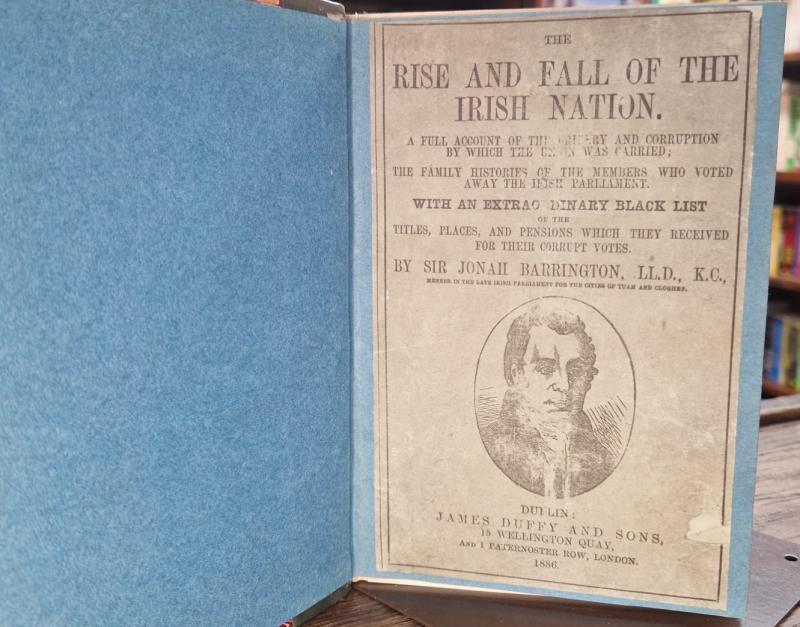 THE
RISE AND FALL OF THE
IRISH NATION.
A FULL ACCOUNT OF THE BRIBERY AND CORRUPTION
BY WHICH THE UNION WAS CARRIED;
THE FAMILY HISTORIES OF THE MEMBERS WHO VOTED
AWAY THE IRISH PARLIAMENT.
WITH AN EXTRAORDINARY BLACK LIST
OF THE
TITLES, PLACES, AND PENSIONS WHICH THEY RECEIVED
FOR THEIR CORRUPT VOTES.
BY SIR JONAH BARRINGTON, LL.D., K.C.,
MEMBER IN THE LATE IRISH PARLIAMENT FOR THE CITIES OF TUAM AND CLOGHER.
DUBLIN:
JAMES DUFFY AND SONS,
15 WELLINGTON QUAY,
AND 1 PATERNOSTER ROW, LONDON.
1886.